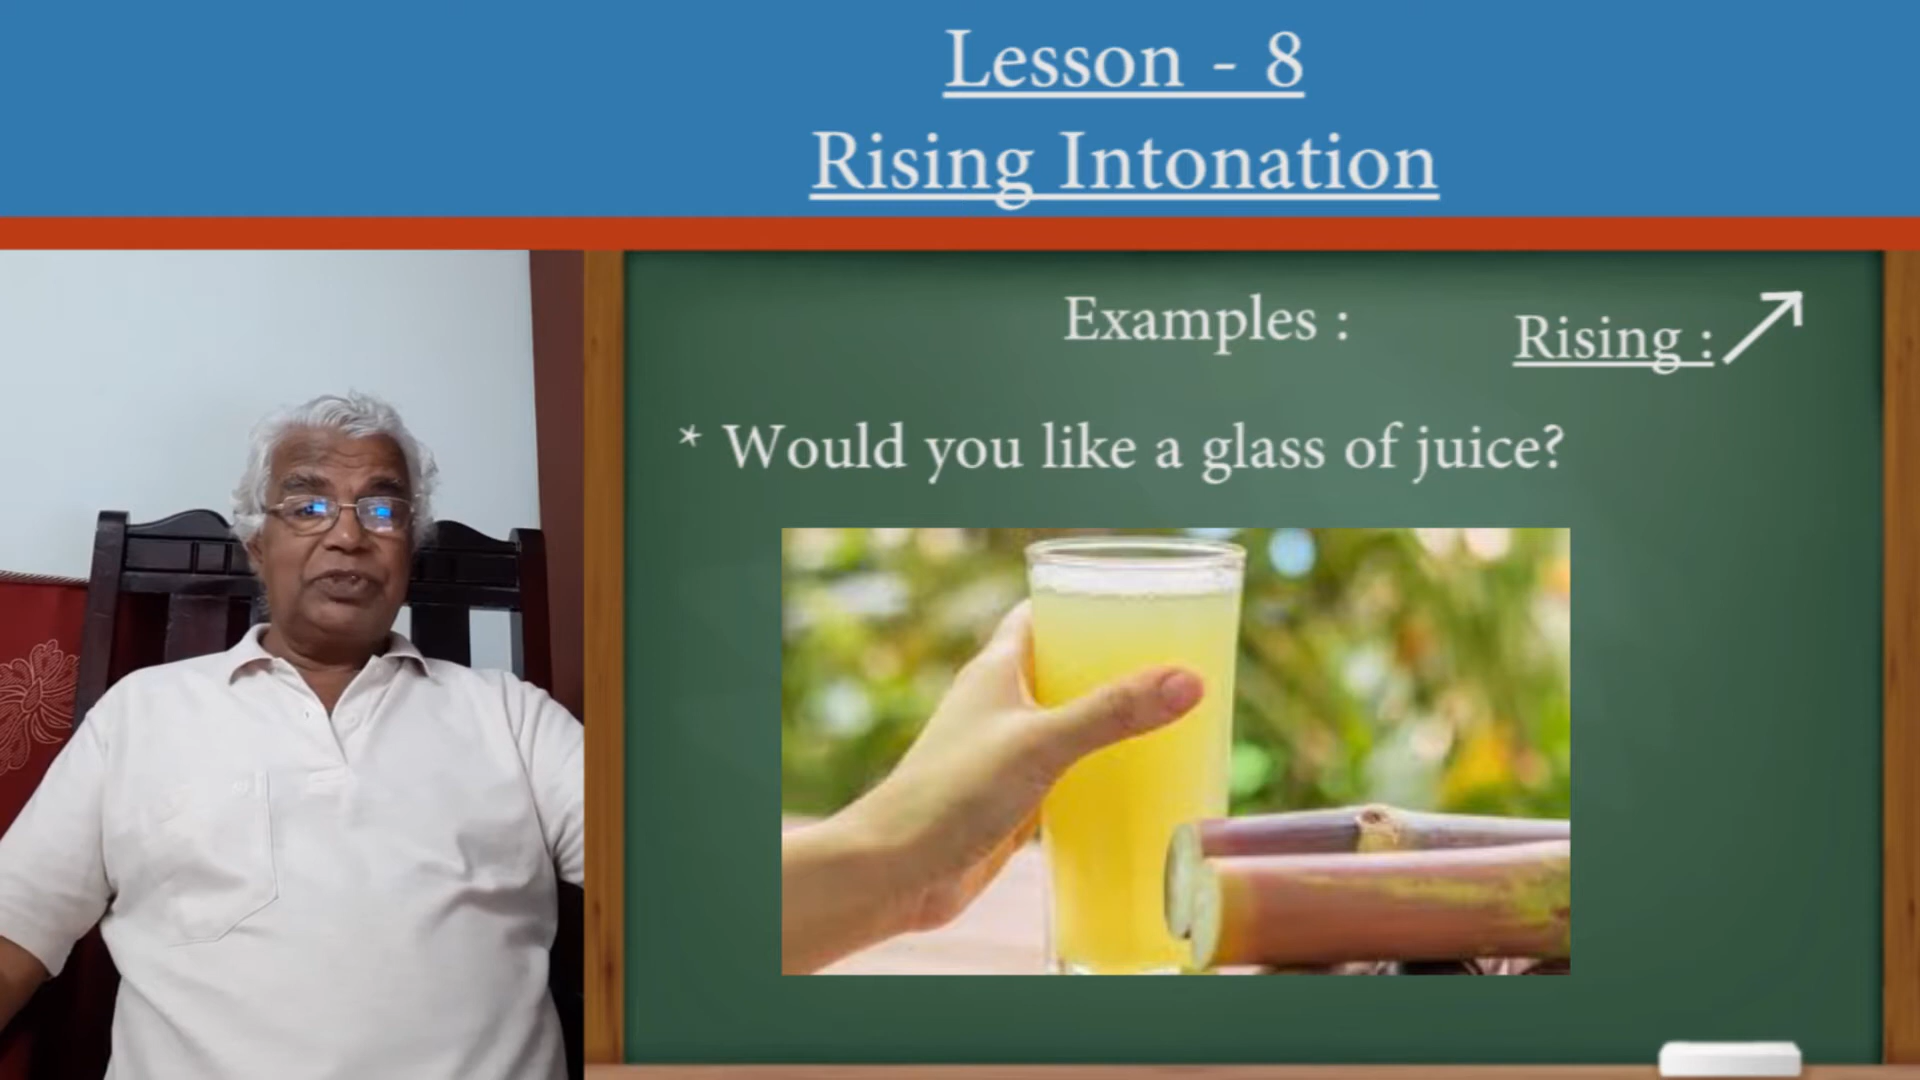 Lesson - 8
Rising Intonation
Examples :
Rising :
* Would you like a glass of juice?